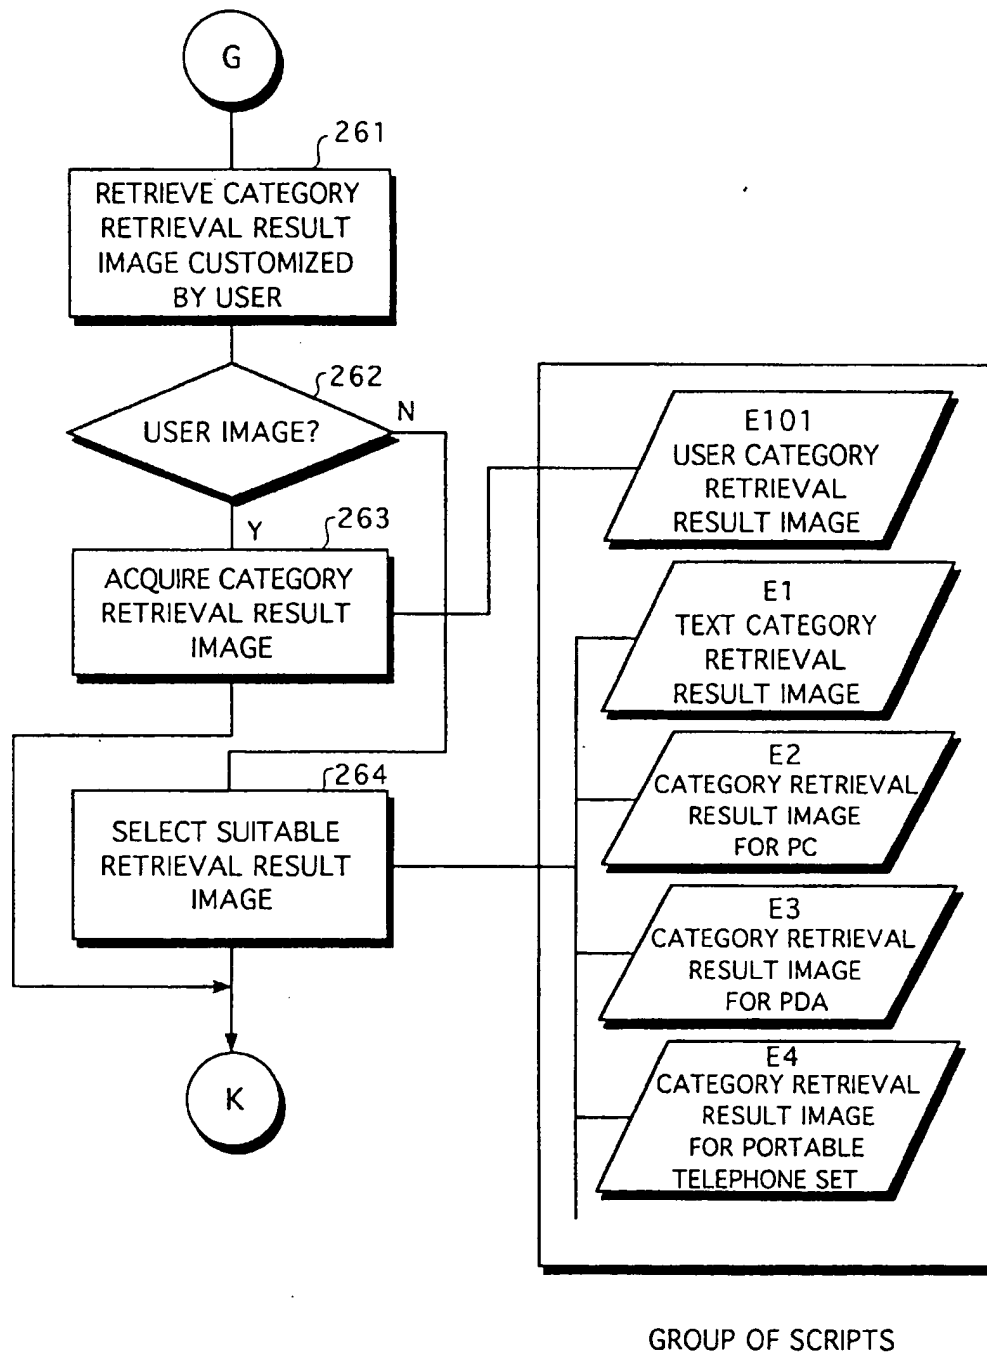 G
261
RETRIEVE CATEGORY
RETRIEVAL RESULT
IMAGE CUSTOMIZED
BY USER
262
USER IMAGE?
N
Y
263
ACQUIRE CATEGORY
RETRIEVAL RESULT
IMAGE
264
SELECT SUITABLE
RETRIEVAL RESULT
IMAGE
K
E101
USER CATEGORY
RETRIEVAL
RESULT IMAGE
E1
TEXT CATEGORY
RETRIEVAL
RESULT IMAGE
E2
CATEGORY RETRIEVAL
RESULT IMAGE
FOR PC
E3
CATEGORY RETRIEVAL
RESULT IMAGE
FOR PDA
E4
CATEGORY RETRIEVAL
RESULT IMAGE
FOR PORTABLE
TELEPHONE SET
GROUP OF SCRIPTS